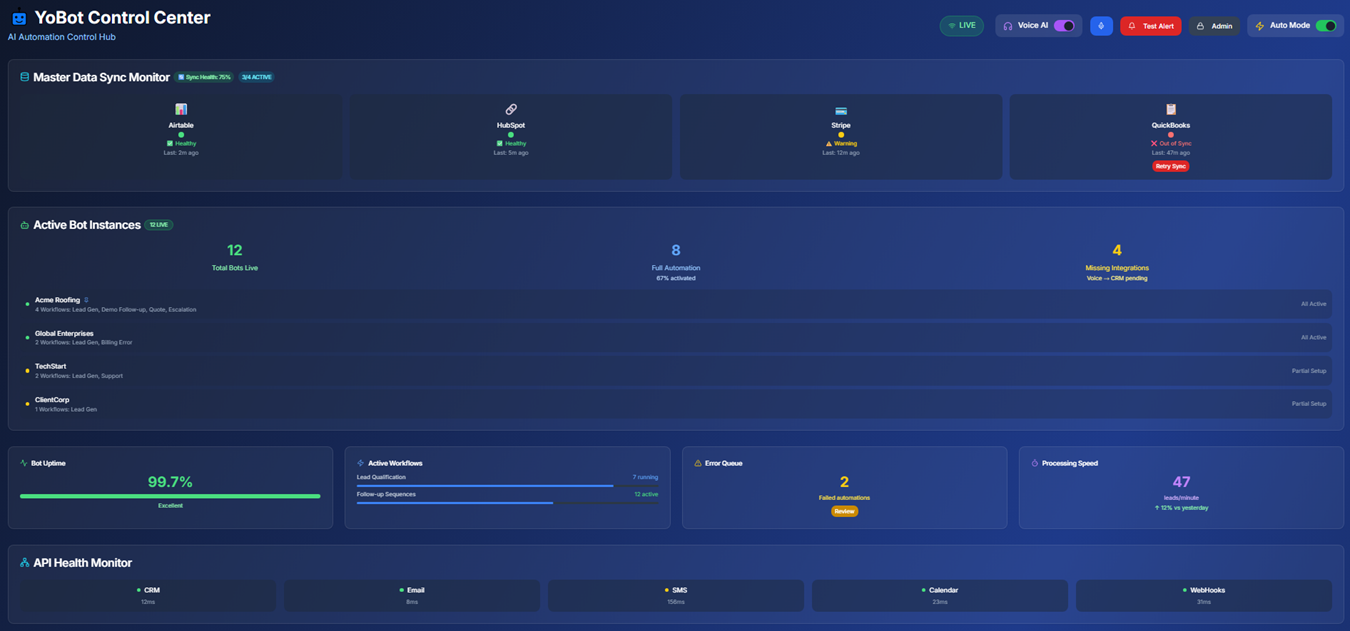 YoBot Control Center
AI Automation Control Hub
LIVE
Voice AI
Test Alert
Admin
Auto Mode
Master Data Sync Monitor
Sync Health: 75%
3/4 ACTIVE
Airtable
Healthy
Last: 2m ago
HubSpot
Healthy
Last: 5m ago
Stripe
Warning
Last: 12m ago
QuickBooks
Out of Sync
Last: 47m ago
Retry Sync
Active Bot Instances
12 LIVE
12
Total Bots Live
8
Full Automation
67% activated
4
Missing Integrations
Voice → CRM pending
Acme Roofing
4 Workflows: Lead Gen, Demo Follow-up, Quote, Escalation
All Active
Global Enterprises
2 Workflows: Lead Gen, Billing Error
All Active
TechStart
2 Workflows: Lead Gen, Support
Partial Setup
ClientCorp
1 Workflows: Lead Gen
Partial Setup
Bot Uptime
99.7%
Excellent
Active Workflows
Lead Qualification
7 running
Follow-up Sequences
12 active
Error Queue
2
Failed automations
Review
Processing Speed
47
leads/minute
↑ 12% vs yesterday
API Health Monitor
CRM
12ms
Email
8ms
SMS
156ms
Calendar
23ms
WebHooks
31ms